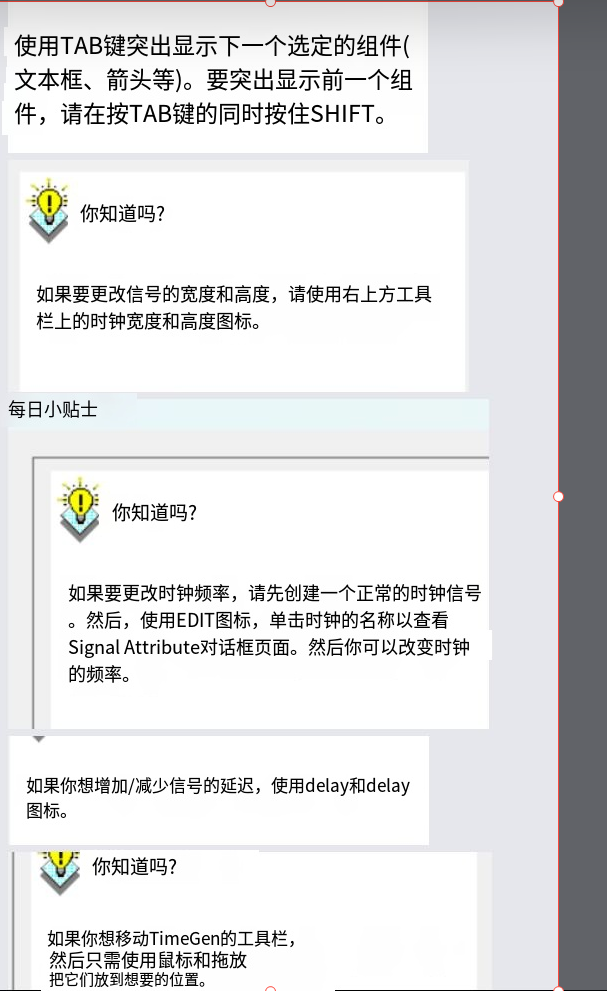 使用TAB键突出显示下一个选定的组件(
文本框、箭头等)。要突出显示前一个组
件，请在按TAB键的同时按住SHIFT。
你知道吗?
如果要更改信号的宽度和高度，请使用右上方工具
栏上的时钟宽度和高度图标。
每日小贴士
你知道吗?
如果要更改时钟频率，请先创建一个正常的时钟信号
。然后，使用EDIT图标，单击时钟的名称以查看
Signal Attribute对话框页面。然后你可以改变时钟
的频率。
如果你想增加/减少信号的延迟，使用delay和delay
图标。
你知道吗?
如果你想移动TimeGen的工具栏，
然后只需使用鼠标和拖放
把它们放到想要的位置。